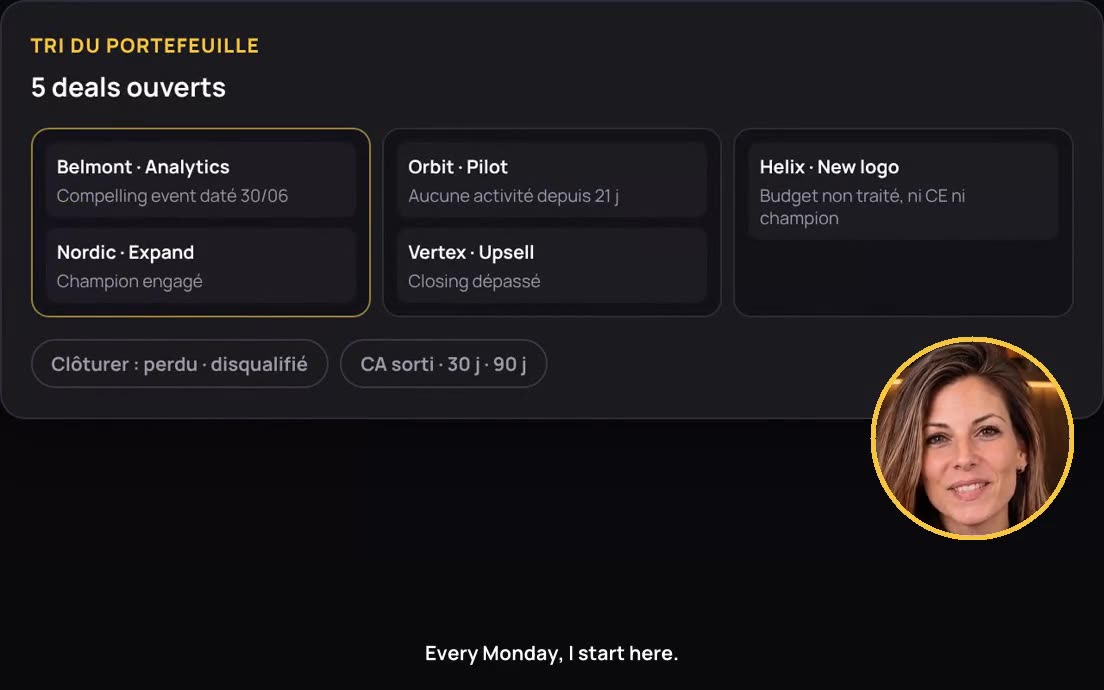 TRI DU PORTEFEUILLE
5 deals ouverts
Belmont · Analytics
Compelling event daté 30/06
Nordic · Expand
Champion engagé
Orbit · Pilot
Aucune activité depuis 21 j
Vertex · Upsell
Closing dépassé
Helix · New logo
Budget non traité, ni CE ni
champion
Clôturer : perdu · disqualifié
CA sorti · 30 j · 90 j
Every Monday, I start here.